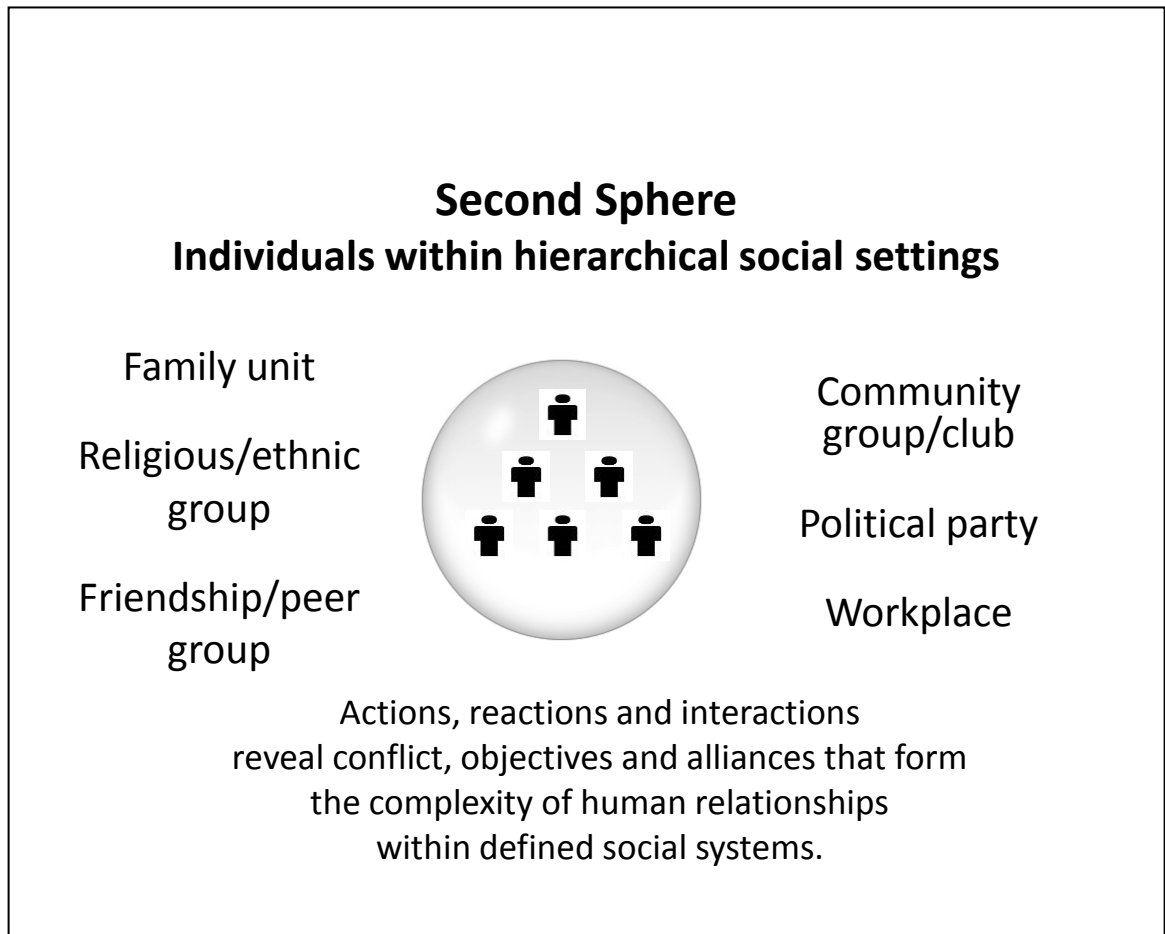 Second Sphere
Individuals within hierarchical social settings
Family unit
Religious/ethnic
group
Friendship/peer
group
Community
group/club
Political party
Workplace
Actions, reactions and interactions
reveal conflict, objectives and alliances that form
the complexity of human relationships
within defined social systems.